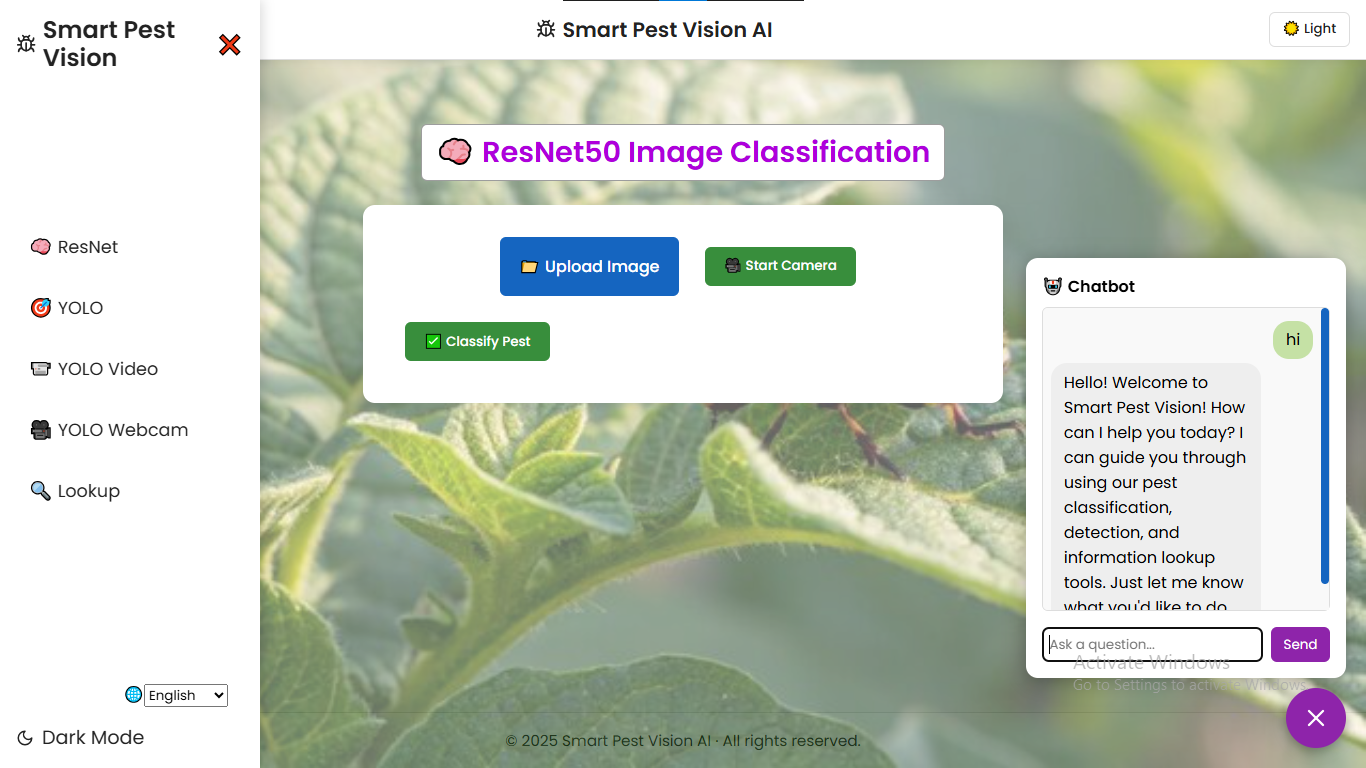 Smart Pest
Vision
ResNet
YOLO
YOLO Video
YOLO Webcam
Lookup
English
Dark Mode
Smart Pest Vision AI
Light
ResNet50 Image Classification
Upload Image
Start Camera
Classify Pest
Chatbot
hi
Hello! Welcome to
Smart Pest Vision! How
can I help you today? I
can guide you through
using our pest
classification,
detection, and
information lookup
tools. Just let me know
what you'd like to do
Ask a question...
Send
Activate Windows
Go to Settings to activate Windows.
© 2025 Smart Pest Vision AI · All rights reserved.